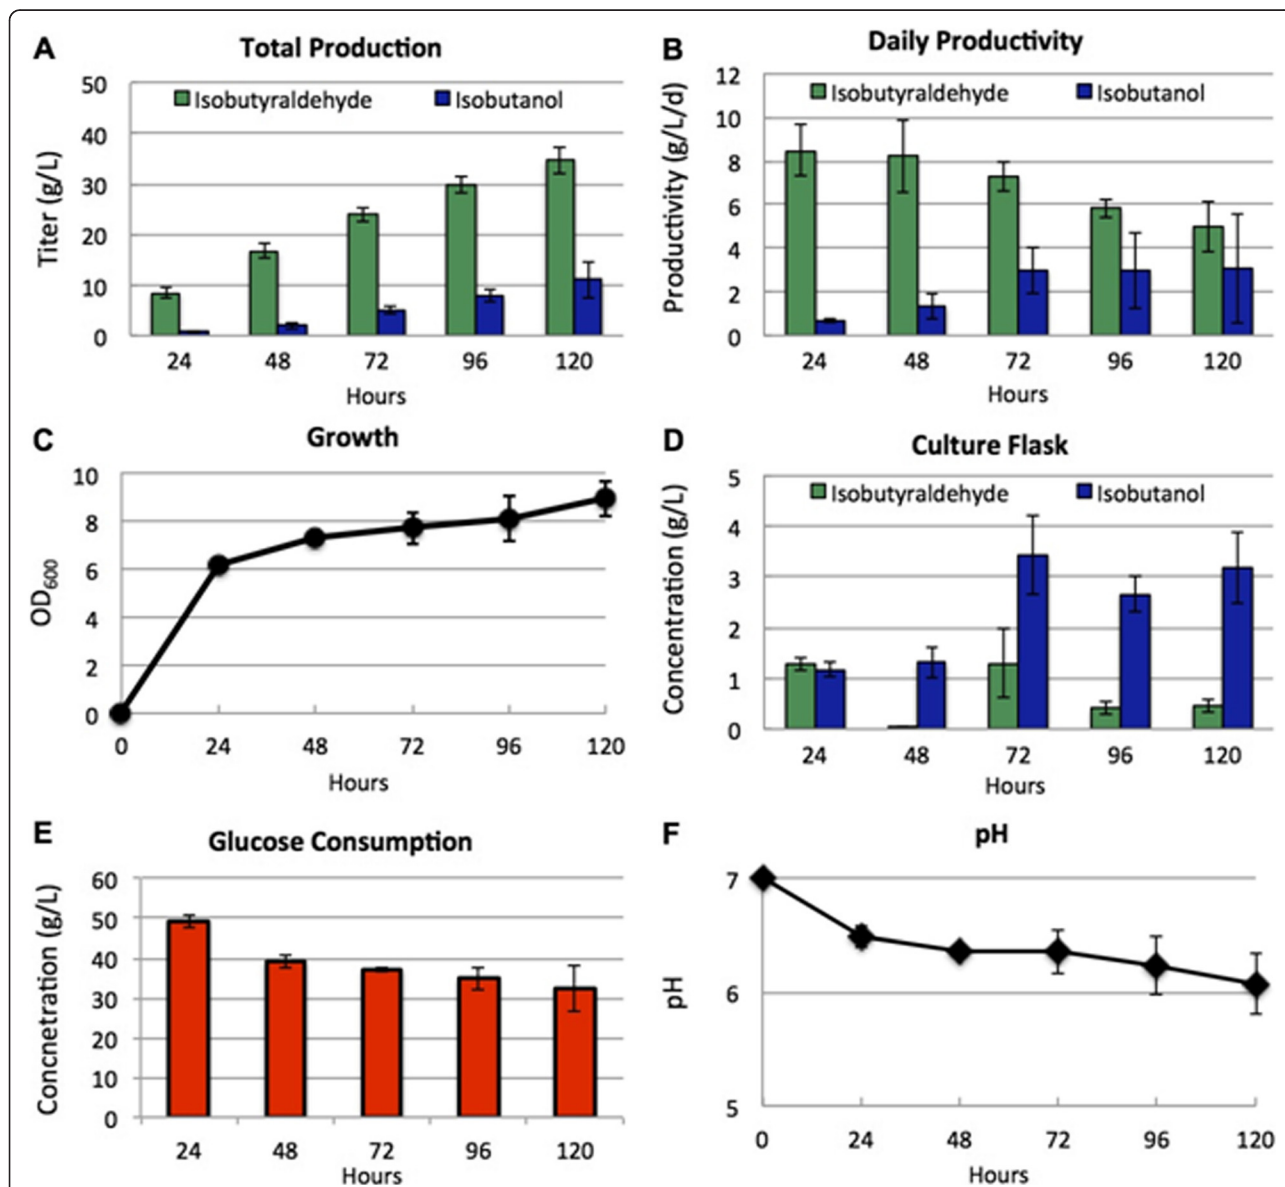 A
Total Production
Isobutyraldehyde
Isobutanol
Titer (g/L)
50
40
30
20
10
0
24 48 72 96 120
Hours
B
Daily Productivity
Isobutyraldehyde
Isobutanol
Productivity (g/L/d)
12
10
8
6
4
2
0
24 48 72 96 120
Hours
C
Growth
OD600
10
8
6
4
2
0
0 24 48 72 96 120
Hours
D
Culture Flask
Isobutyraldehyde
Isobutanol
Concentration (g/L)
5
4
3
2
1
0
24 48 72 96 120
Hours
E
Glucose Consumption
Concnetration (g/L)
60
50
40
30
20
10
0
24 48 72 96 120
Hours
F
pH
pH
7
6
5
0 24 48 72 96 120
Hours